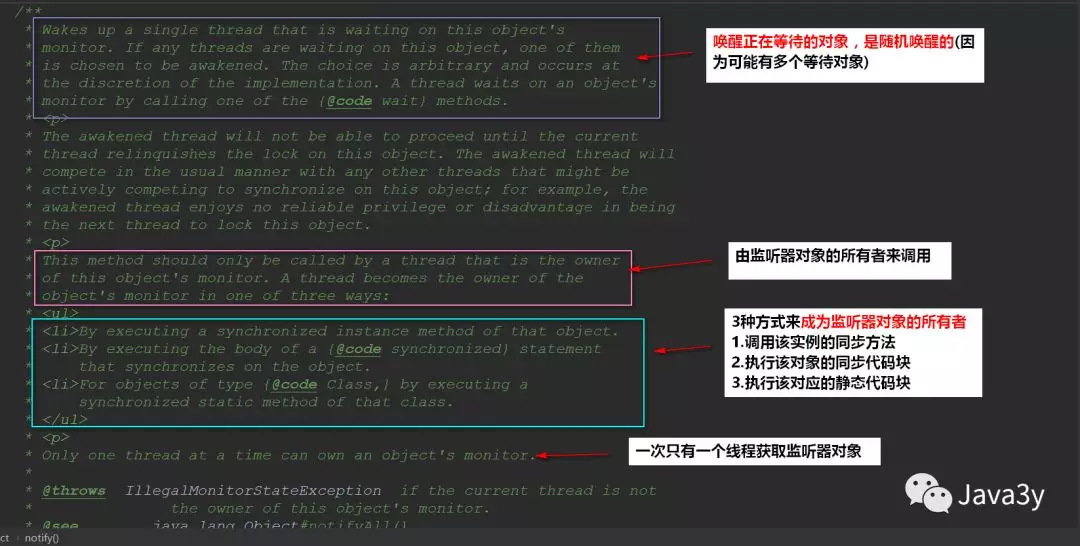 /**
* Wakes up a single thread that is waiting on this object's
* monitor. If any threads are waiting on this object, one of them
* is chosen to be awakened. The choice is arbitrary and occurs at
* the discretion of the implementation. A thread waits on an object's
* monitor by calling one of the {@code wait} methods.
* <p>
* The awakened thread will not be able to proceed until the current
* thread relinquishes the lock on this object. The awakened thread will
* compete in the usual manner with any other threads that might be
* actively competing to synchronize on this object; for example, the
* awakened thread enjoys no reliable privilege or disadvantage in being
* the next thread to lock this object.
* <p>
* This method should only be called by a thread that is the owner
* of this object's monitor. A thread becomes the owner of the
* object's monitor in one of three ways:
* <ul>
* <li>By executing a synchronized instance method of that object.
* <li>By executing the body of a {@code synchronized} statement
* that synchronizes on the object.
* <li>For objects of type {@code Class,} by executing a
* synchronized static method of that class.
* </ul>
* <p>
* Only one thread at a time can own an object's monitor.
*
* @throws IllegalMonitorStateException if the current thread is not
* the owner of this object's monitor.
* @see java.lang.Object#notifyAll()
唤醒正在等待的对象，是随机唤醒的(因
为可能有多个等待对象)
由监听器对象的所有者来调用
3种方式来成为监听器对象的所有者
1.调用该实例的同步方法
2.执行该对象的同步代码块
3.执行该对应的静态代码块
一次只有一个线程获取监听器对象
Java3y
ct › notify()